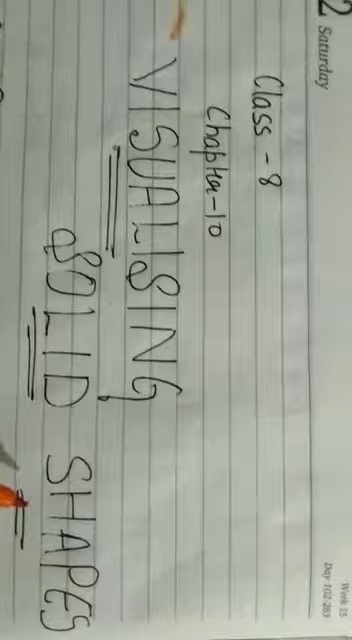 2 Saturday
Week 15
Day 102-263
Class - 8
Chapter-10
VISUALISING
SOLID SHAPES